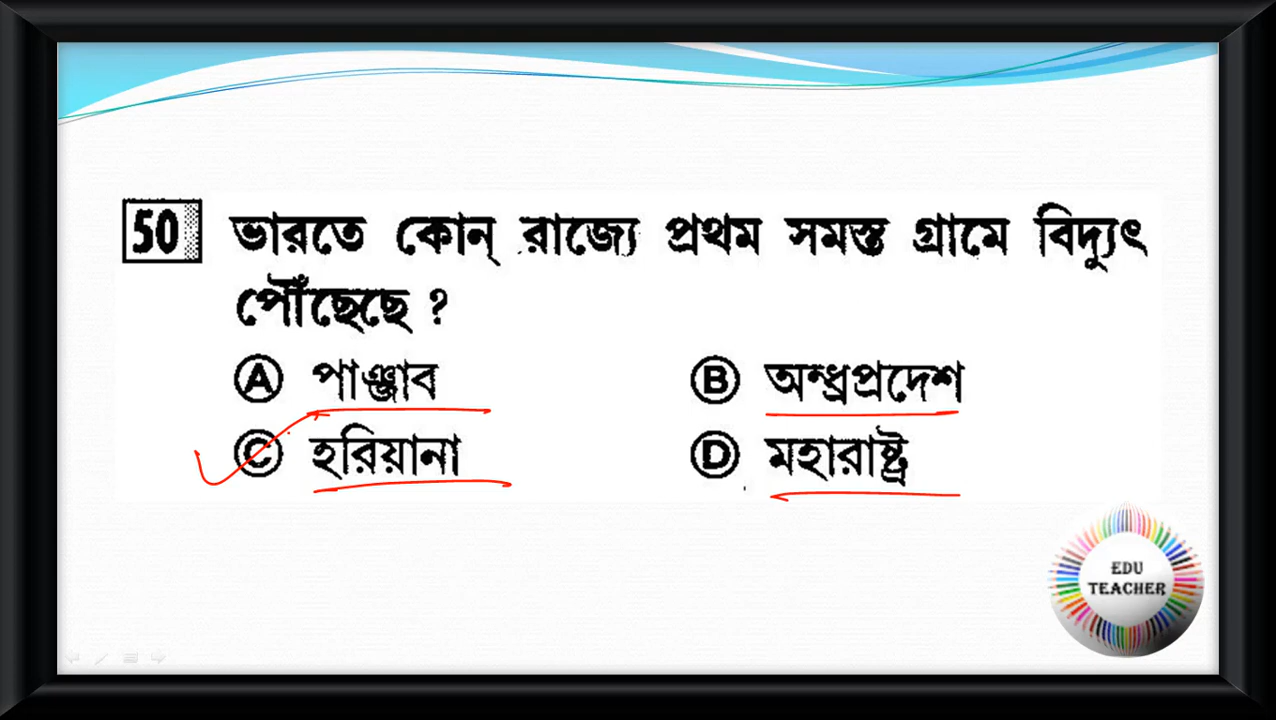 50 ভারতে কোন্ রাজ্যে প্রথম সমস্ত গ্রামে বিদ্যুৎ
পৌঁছেছে ?
A পাঞ্জাব B অন্ধ্রপ্রদেশ
C হরিয়ানা D মহারাষ্ট্র
EDU
TEACHER